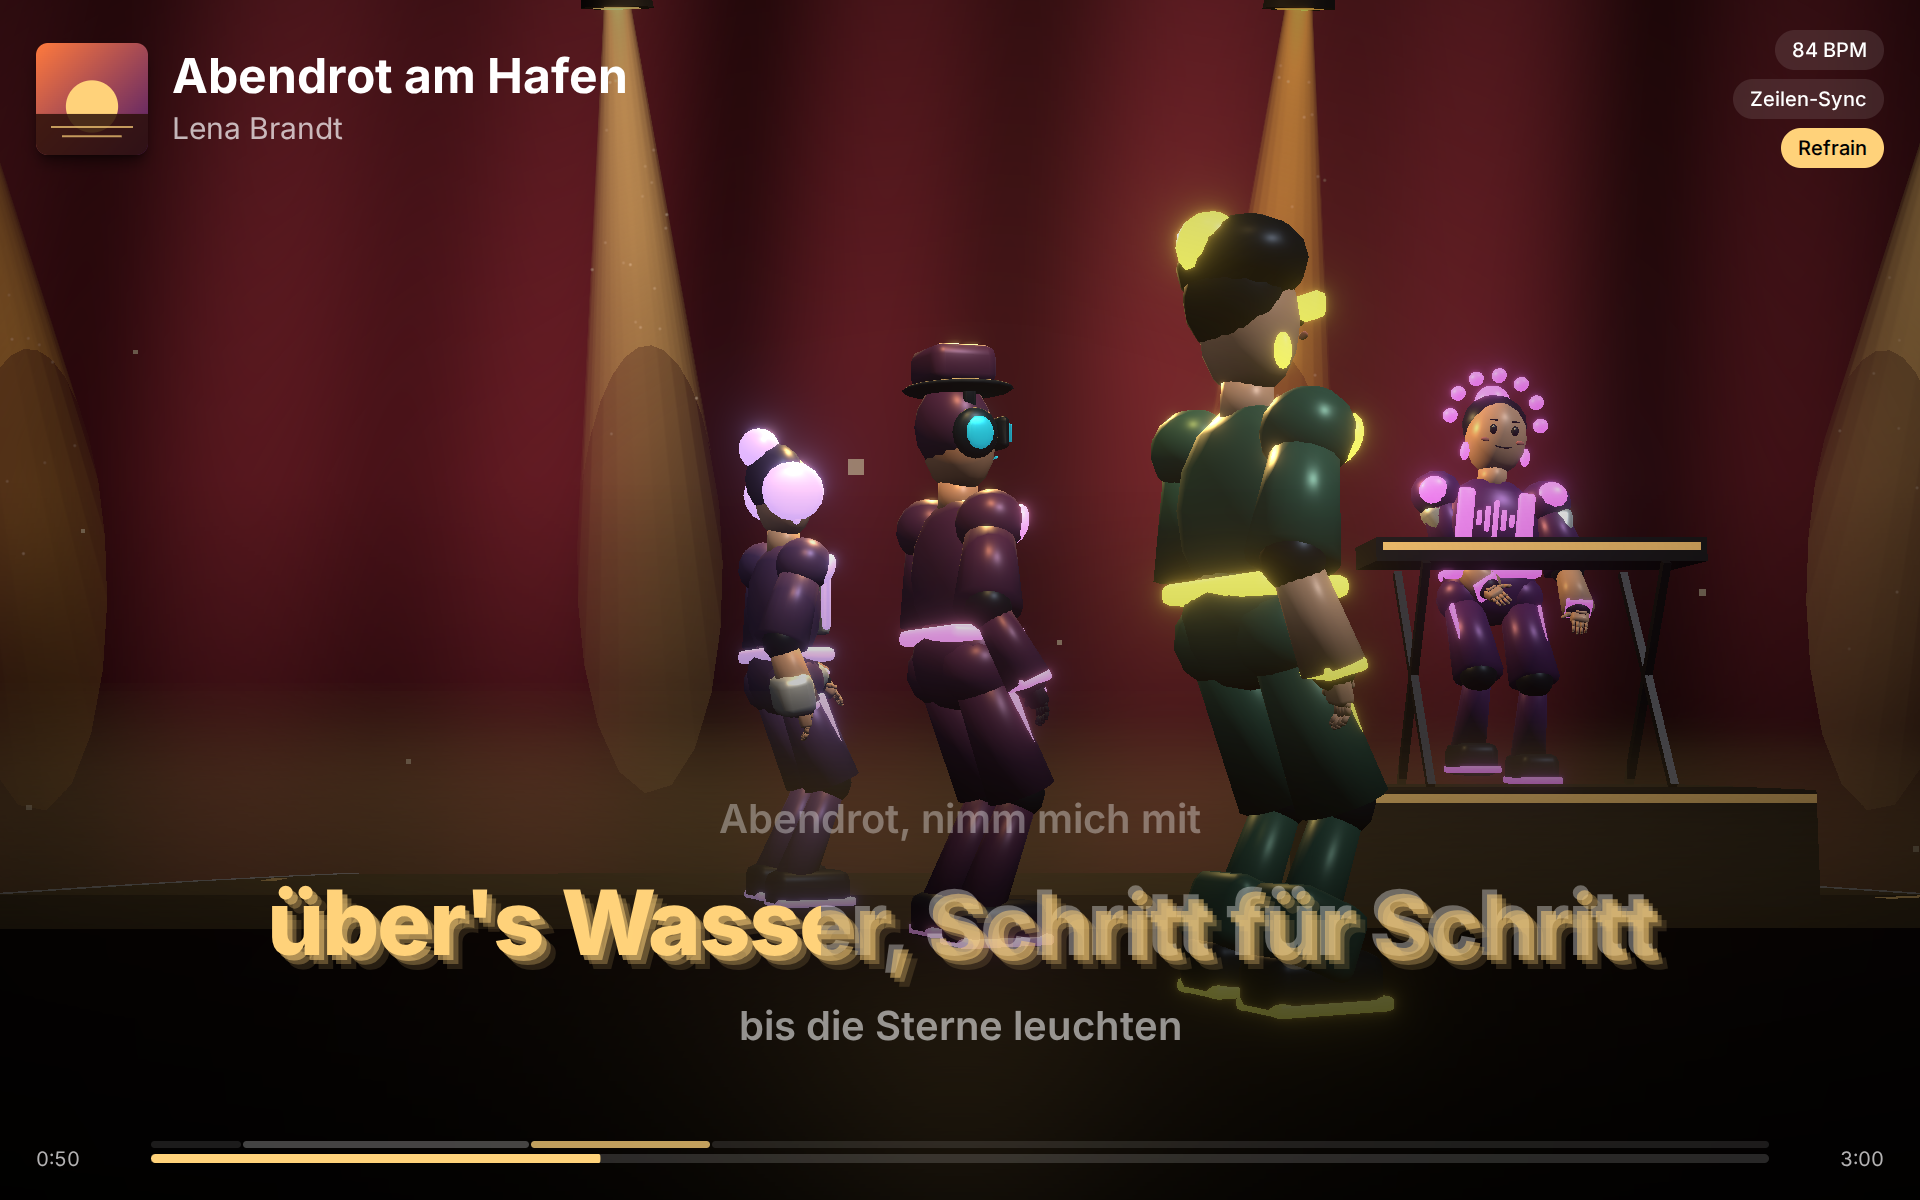 Abendrot am Hafen
Lena Brandt
84 BPM
Zeilen-Sync
Refrain
Abendrot, nimm mich mit
über's Wasser, Schritt für Schritt
bis die Sterne leuchten
0:50
3:00